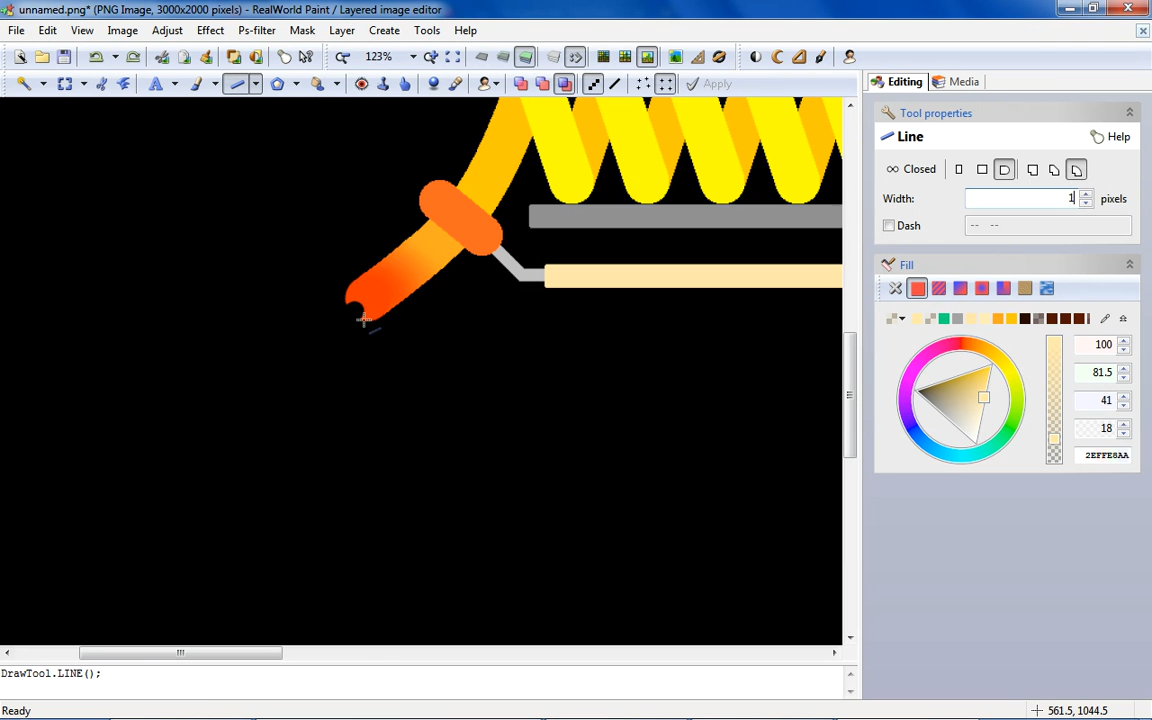 unnamed.png* (PNG Image, 3000x2000 pixels) - RealWorld Paint / Layered image editor
File Edit View Image Adjust Effect Ps-filter Mask Layer Create Tools Help
123%
Apply
Editing Media
Tool properties
Line Help
Closed
Width: 1 pixels
Dash -- --
Fill
100
81.5
41
18
2EFFE8AA
DrawTool.LINE();
Ready 561.5, 1044.5